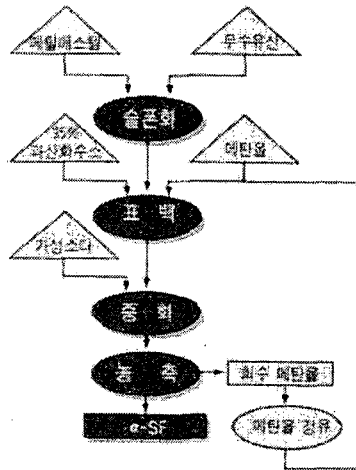 메틸에스텔
무수유산
슬폰화
35%
과산화수소
메탄올
표 백
가성소다
중 화
농 축
회수 메탄올
α-SF
메탄올 정류